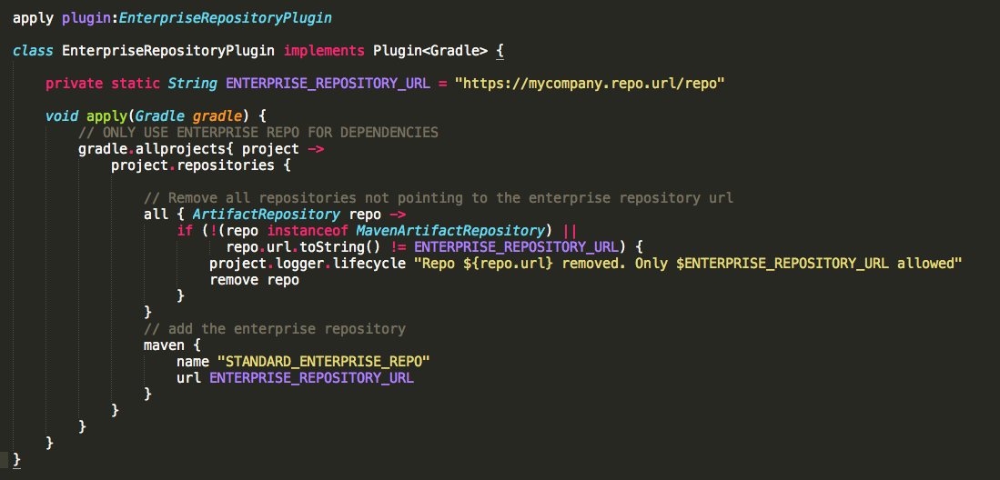 apply plugin:EnterpriseRepositoryPlugin
class EnterpriseRepositoryPlugin implements Plugin<Gradle> {
private static String ENTERPRISE_REPOSITORY_URL = "https://mycompany.repo.url/repo"
void apply(Gradle gradle) {
// ONLY USE ENTERPRISE REPO FOR DEPENDENCIES
gradle.allprojects{ project ->
project.repositories {
// Remove all repositories not pointing to the enterprise repository url
all { ArtifactRepository repo ->
if (!(repo instanceof MavenArtifactRepository) ||
repo.url.toString() != ENTERPRISE_REPOSITORY_URL) {
project.logger.lifecycle "Repo ${repo.url} removed. Only $ENTERPRISE_REPOSITORY_URL allowed"
remove repo
}
}
// add the enterprise repository
maven {
name "STANDARD_ENTERPRISE_REPO"
url ENTERPRISE_REPOSITORY_URL
}
}
}
}
}